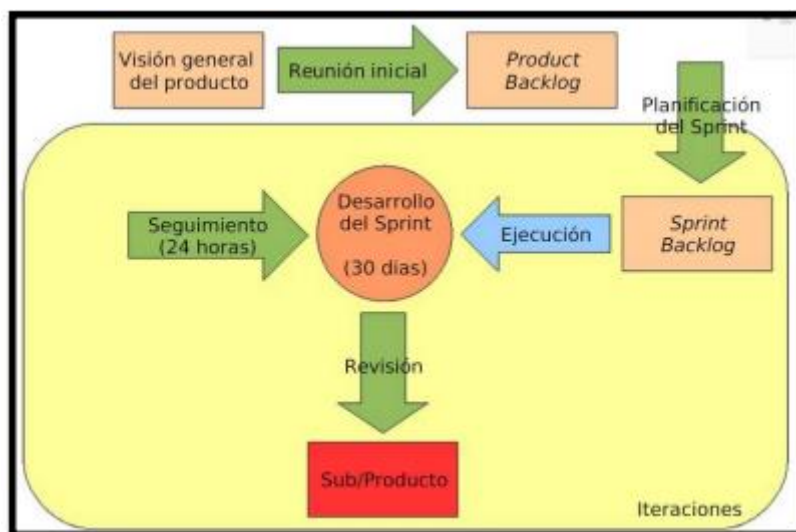 Visión general
del producto
Reunión inicial
Product
Backlog
Planificación
del Sprint
Seguimiento
(24 horas)
Desarrollo
del Sprint
(30 dias)
Ejecución
Sprint
Backlog
Revisión
Sub/Producto
Iteraciones